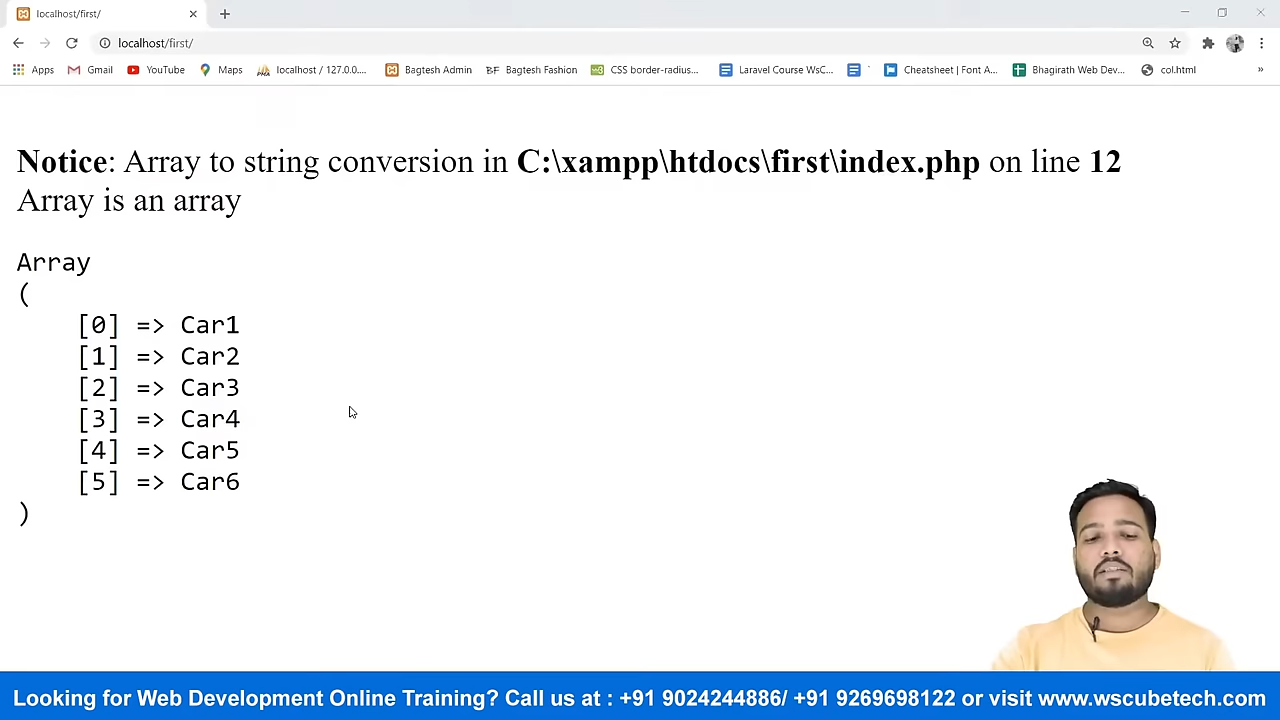 localhost/first/
localhost/first/
Apps Gmail YouTube Maps localhost / 127.0.0.... Bagtesh Admin BF Bagtesh Fashion CSS border-radius... Laravel Course WsC... Cheatsheet | Font A... Bhagirath Web Dev... col.html »
Notice: Array to string conversion in C:\xampp\htdocs\first\index.php on line 12
Array is an array
Array
(
[0] => Car1
[1] => Car2
[2] => Car3
[3] => Car4
[4] => Car5
[5] => Car6
)
Looking for Web Development Online Training? Call us at : +91 9024244886/ +91 9269698122 or visit www.wscubetech.com